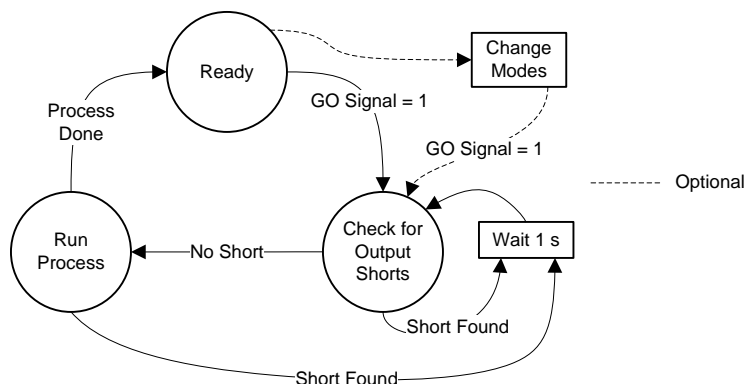 Ready
Change
Modes
GO Signal = 1
Process
Done
GO Signal = 1
Optional
Run
Process
No Short
Check for
Output
Shorts
Wait 1 s
Short Found
Short Found